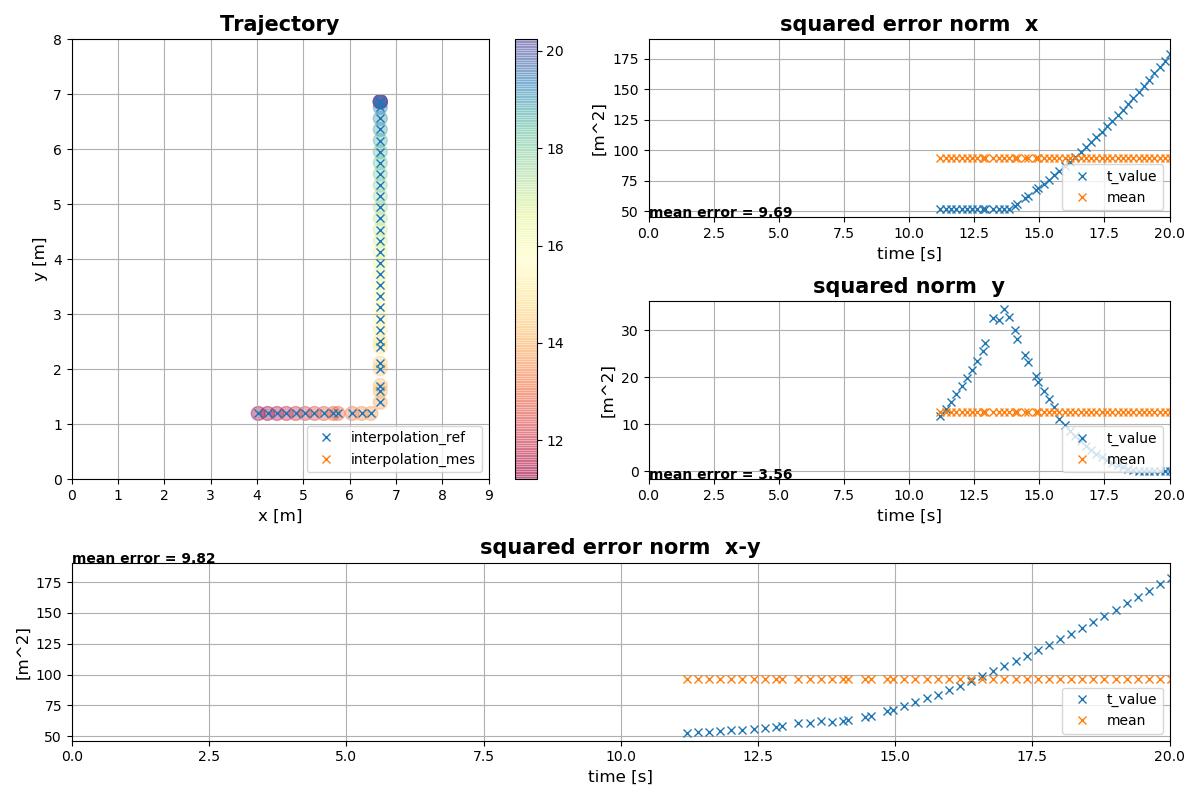 Trajectory
8
7
6
5
4
3
2
1
0
y [m]
0 1 2 3 4 5 6 7 8 9
x [m]
interpolation_ref
interpolation_mes
20
18
16
14
12
squared error norm  x
175
150
125
100
75
50
[m^2]
t_value
mean
mean error = 9.69
0.0 2.5 5.0 7.5 10.0 12.5 15.0 17.5 20.0
time [s]
squared norm  y
30
20
10
0
[m^2]
t_value
mean
mean error = 3.56
0.0 2.5 5.0 7.5 10.0 12.5 15.0 17.5 20.0
time [s]
squared error norm  x-y
mean error = 9.82
175
150
125
100
75
50
[m^2]
t_value
mean
0.0 2.5 5.0 7.5 10.0 12.5 15.0 17.5 20.0
time [s]